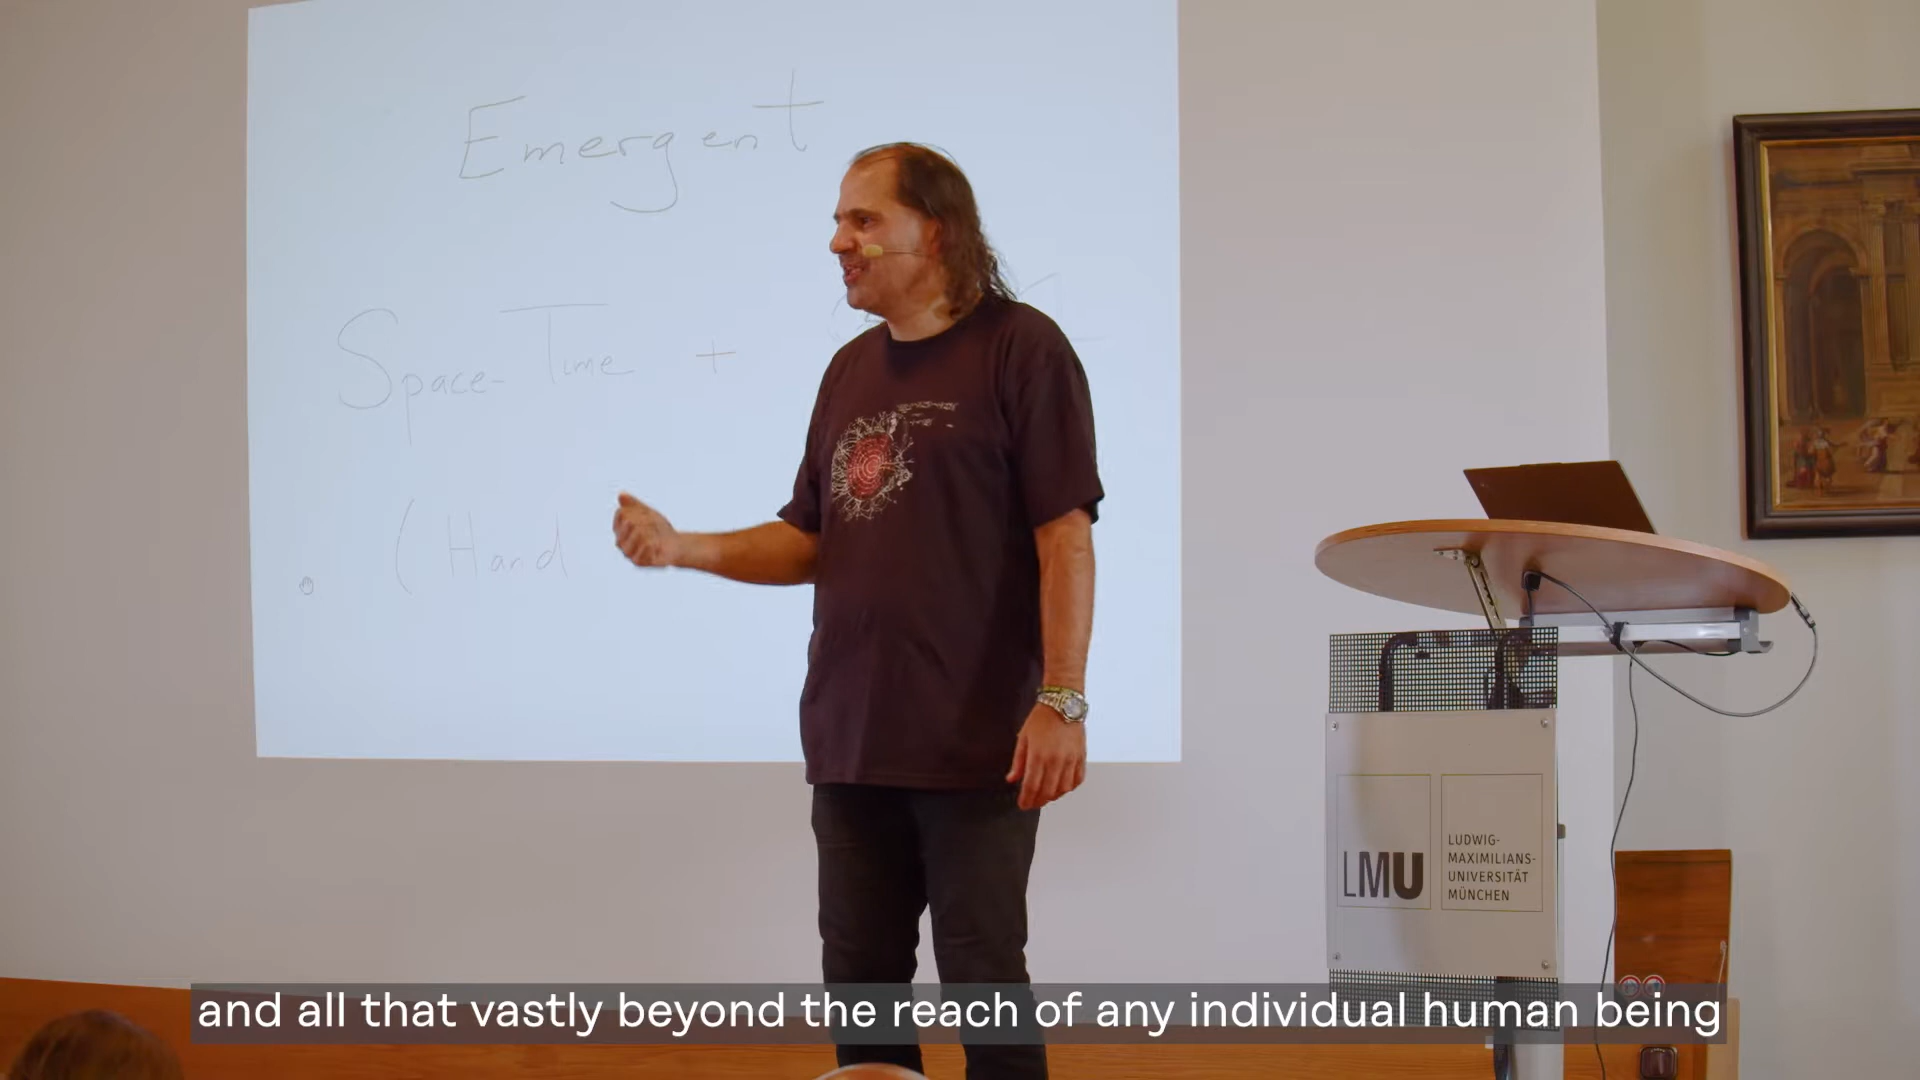 Emergent
Space-Time +
(Hand
LMU
LUDWIG-
MAXIMILIANS-
UNIVERSITÄT
MÜNCHEN
and all that vastly beyond the reach of any individual human being